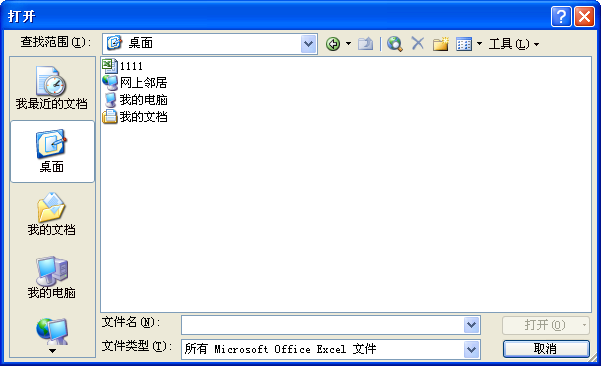 打开
查找范围(I):
桌面
工具(L)
1111
网上邻居
我的电脑
我的文档
我最近的文档
桌面
我的文档
我的电脑
文件名(N):
打开(O)
文件类型(T):
所有 Microsoft Office Excel 文件
取消